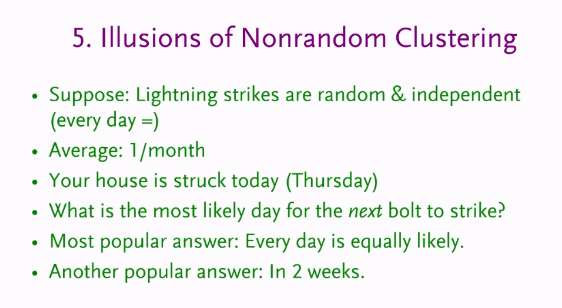 5. Illusions of Nonrandom Clustering
• Suppose: Lightning strikes are random & independent
(every day =)
• Average: 1/month
• Your house is struck today (Thursday)
• What is the most likely day for the next bolt to strike?
• Most popular answer: Every day is equally likely.
• Another popular answer: In 2 weeks.